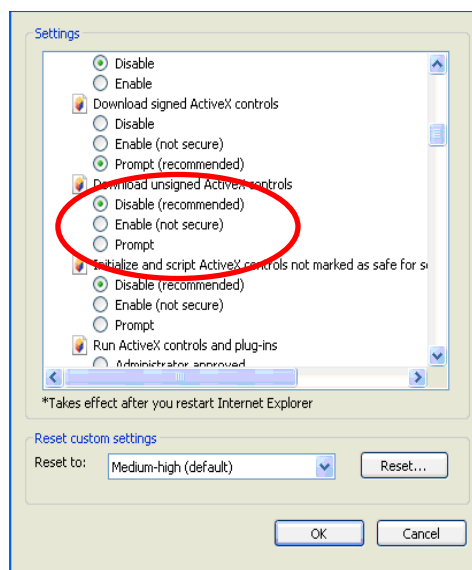 Settings
Disable
Enable
Download signed ActiveX controls
Disable
Enable (not secure)
Prompt (recommended)
Download unsigned ActiveX controls
Disable (recommended)
Enable (not secure)
Prompt
Initialize and script ActiveX controls not marked as safe for
Disable (recommended)
Enable (not secure)
Prompt
Run ActiveX controls and plug-ins
Administrator approved
*Takes effect after you restart Internet Explorer
Reset custom settings
Reset to:
Medium-high (default)
Reset...
OK
Cancel